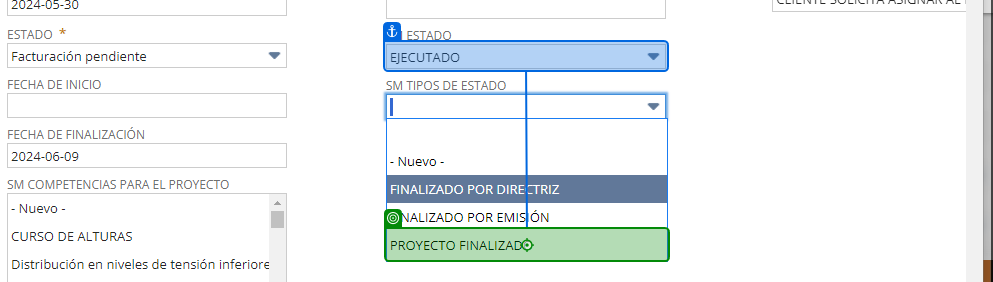 2024-05-30
ESTADO *
Facturación pendiente
FECHA DE INICIO
FECHA DE FINALIZACIÓN
2024-06-09
SM COMPETENCIAS PARA EL PROYECTO
- Nuevo -
CURSO DE ALTURAS
Distribución en niveles de tensión inferiore
ESTADO
EJECUTADO
SM TIPOS DE ESTADO
- Nuevo -
FINALIZADO POR DIRECTRIZ
NALIZADO POR EMISIÓN
PROYECTO FINALIZADO
CLIENTE SOLICITA ASIGNAR AL